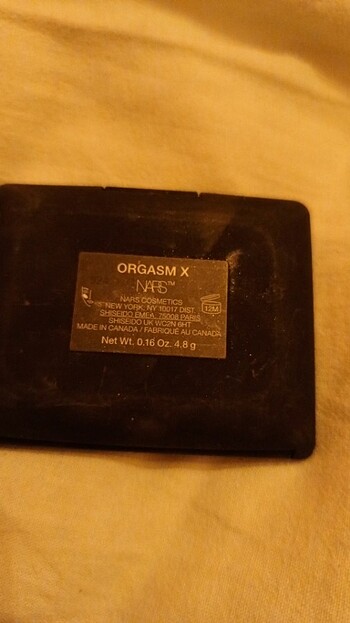 ORGASM X
NARS™
NARS COSMETICS
NEW YORK, NY 10017 DIST.
SHISEIDO EMEA, 75008 PARIS
SHISEIDO UK WC2N 6HT
MADE IN CANADA / FABRIQUÉ AU CANADA
Net Wt. 0.16 Oz. 4.8 g
12M